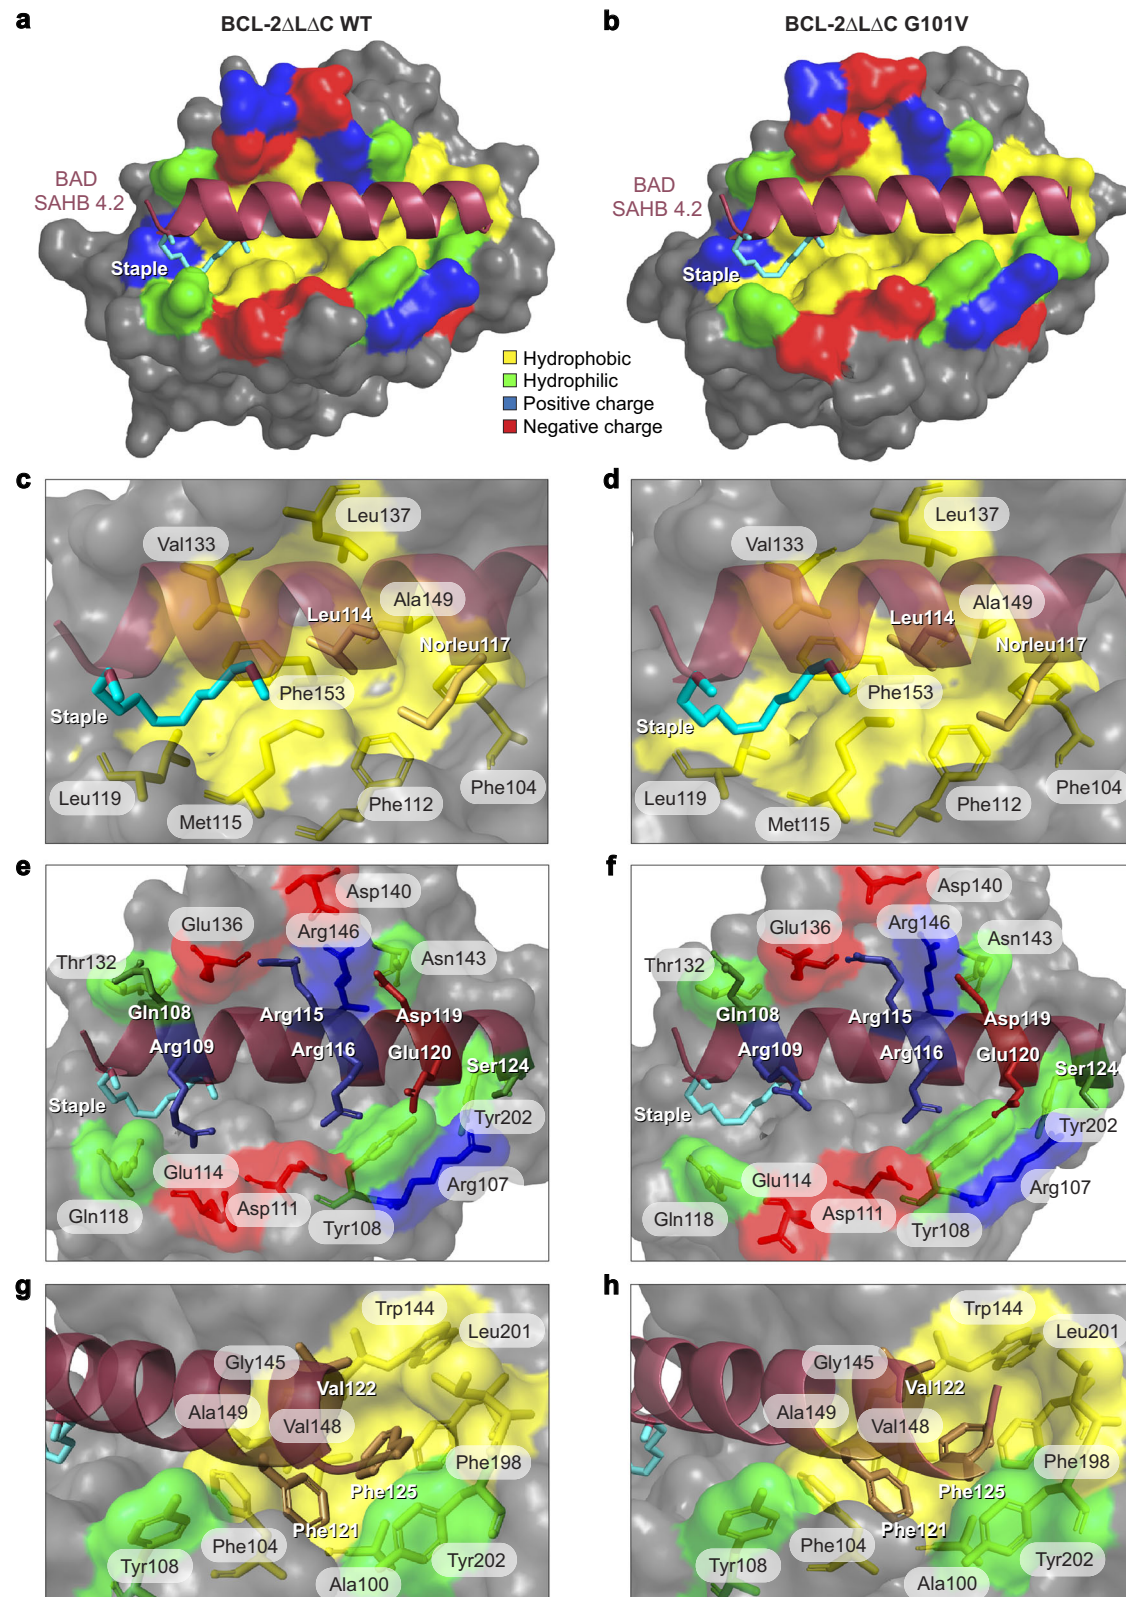 a
BCL-2ΔLΔC WT
b
BCL-2ΔLΔC G101V
BAD
SAHB 4.2
Staple
BAD
SAHB 4.2
Staple
Hydrophobic
Hydrophilic
Positive charge
Negative charge
c
Leu137
Val133
Ala149
Leu114
Norleu117
Phe153
Staple
Leu119
Met115
Phe112
Phe104
d
Leu137
Val133
Ala149
Leu114
Norleu117
Phe153
Staple
Leu119
Met115
Phe112
Phe104
e
Asp140
Glu136
Arg146
Thr132
Asn143
Gln108
Arg115
Asp119
Arg109
Arg116
Glu120
Ser124
Staple
Tyr202
Glu114
Arg107
Gln118
Asp111
Tyr108
f
Asp140
Glu136
Arg146
Thr132
Asn143
Gln108
Arg115
Asp119
Arg109
Arg116
Glu120
Ser124
Staple
Tyr202
Glu114
Arg107
Gln118
Asp111
Tyr108
g
Trp144
Leu201
Gly145
Val122
Ala149
Val148
Phe198
Phe125
Phe121
Phe104
Tyr108
Tyr202
Ala100
h
Trp144
Leu201
Gly145
Val122
Ala149
Val148
Phe198
Phe125
Phe121
Phe104
Tyr108
Tyr202
Ala100